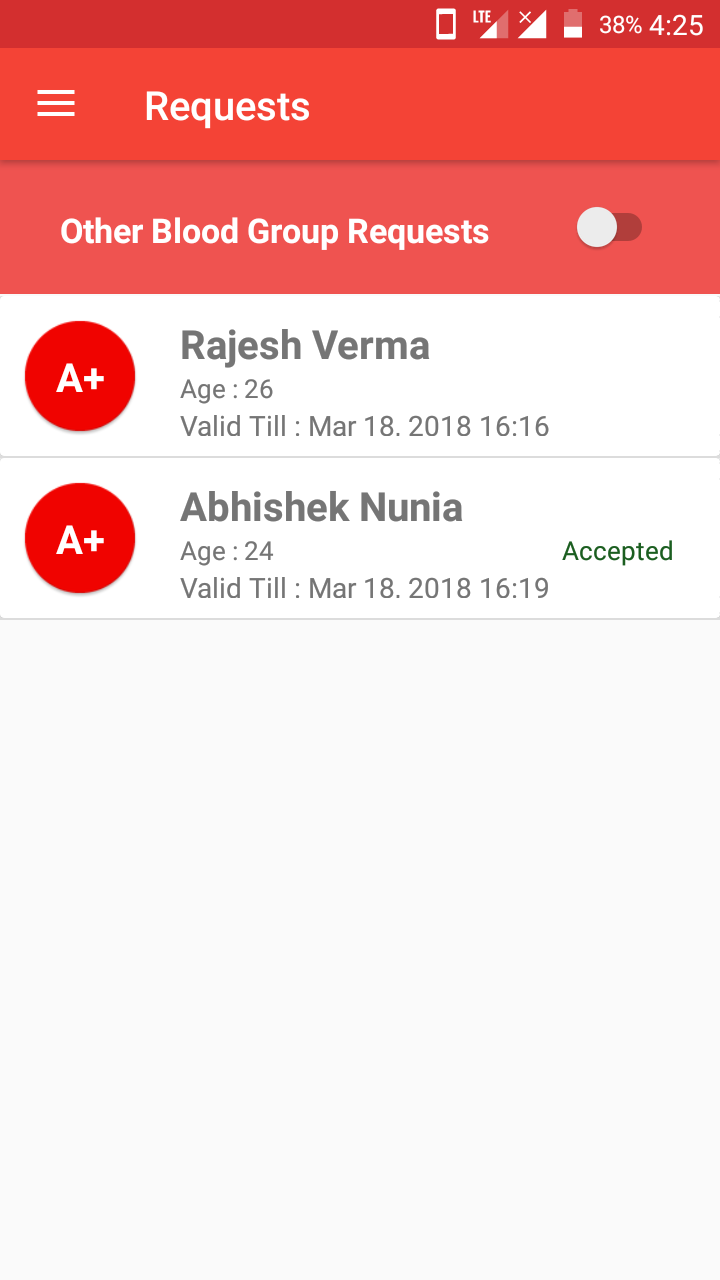 LTE 38% 4:25
Requests
Other Blood Group Requests
A+
Rajesh Verma
Age : 26
Valid Till : Mar 18. 2018 16:16
A+
Abhishek Nunia
Age : 24
Accepted
Valid Till : Mar 18. 2018 16:19